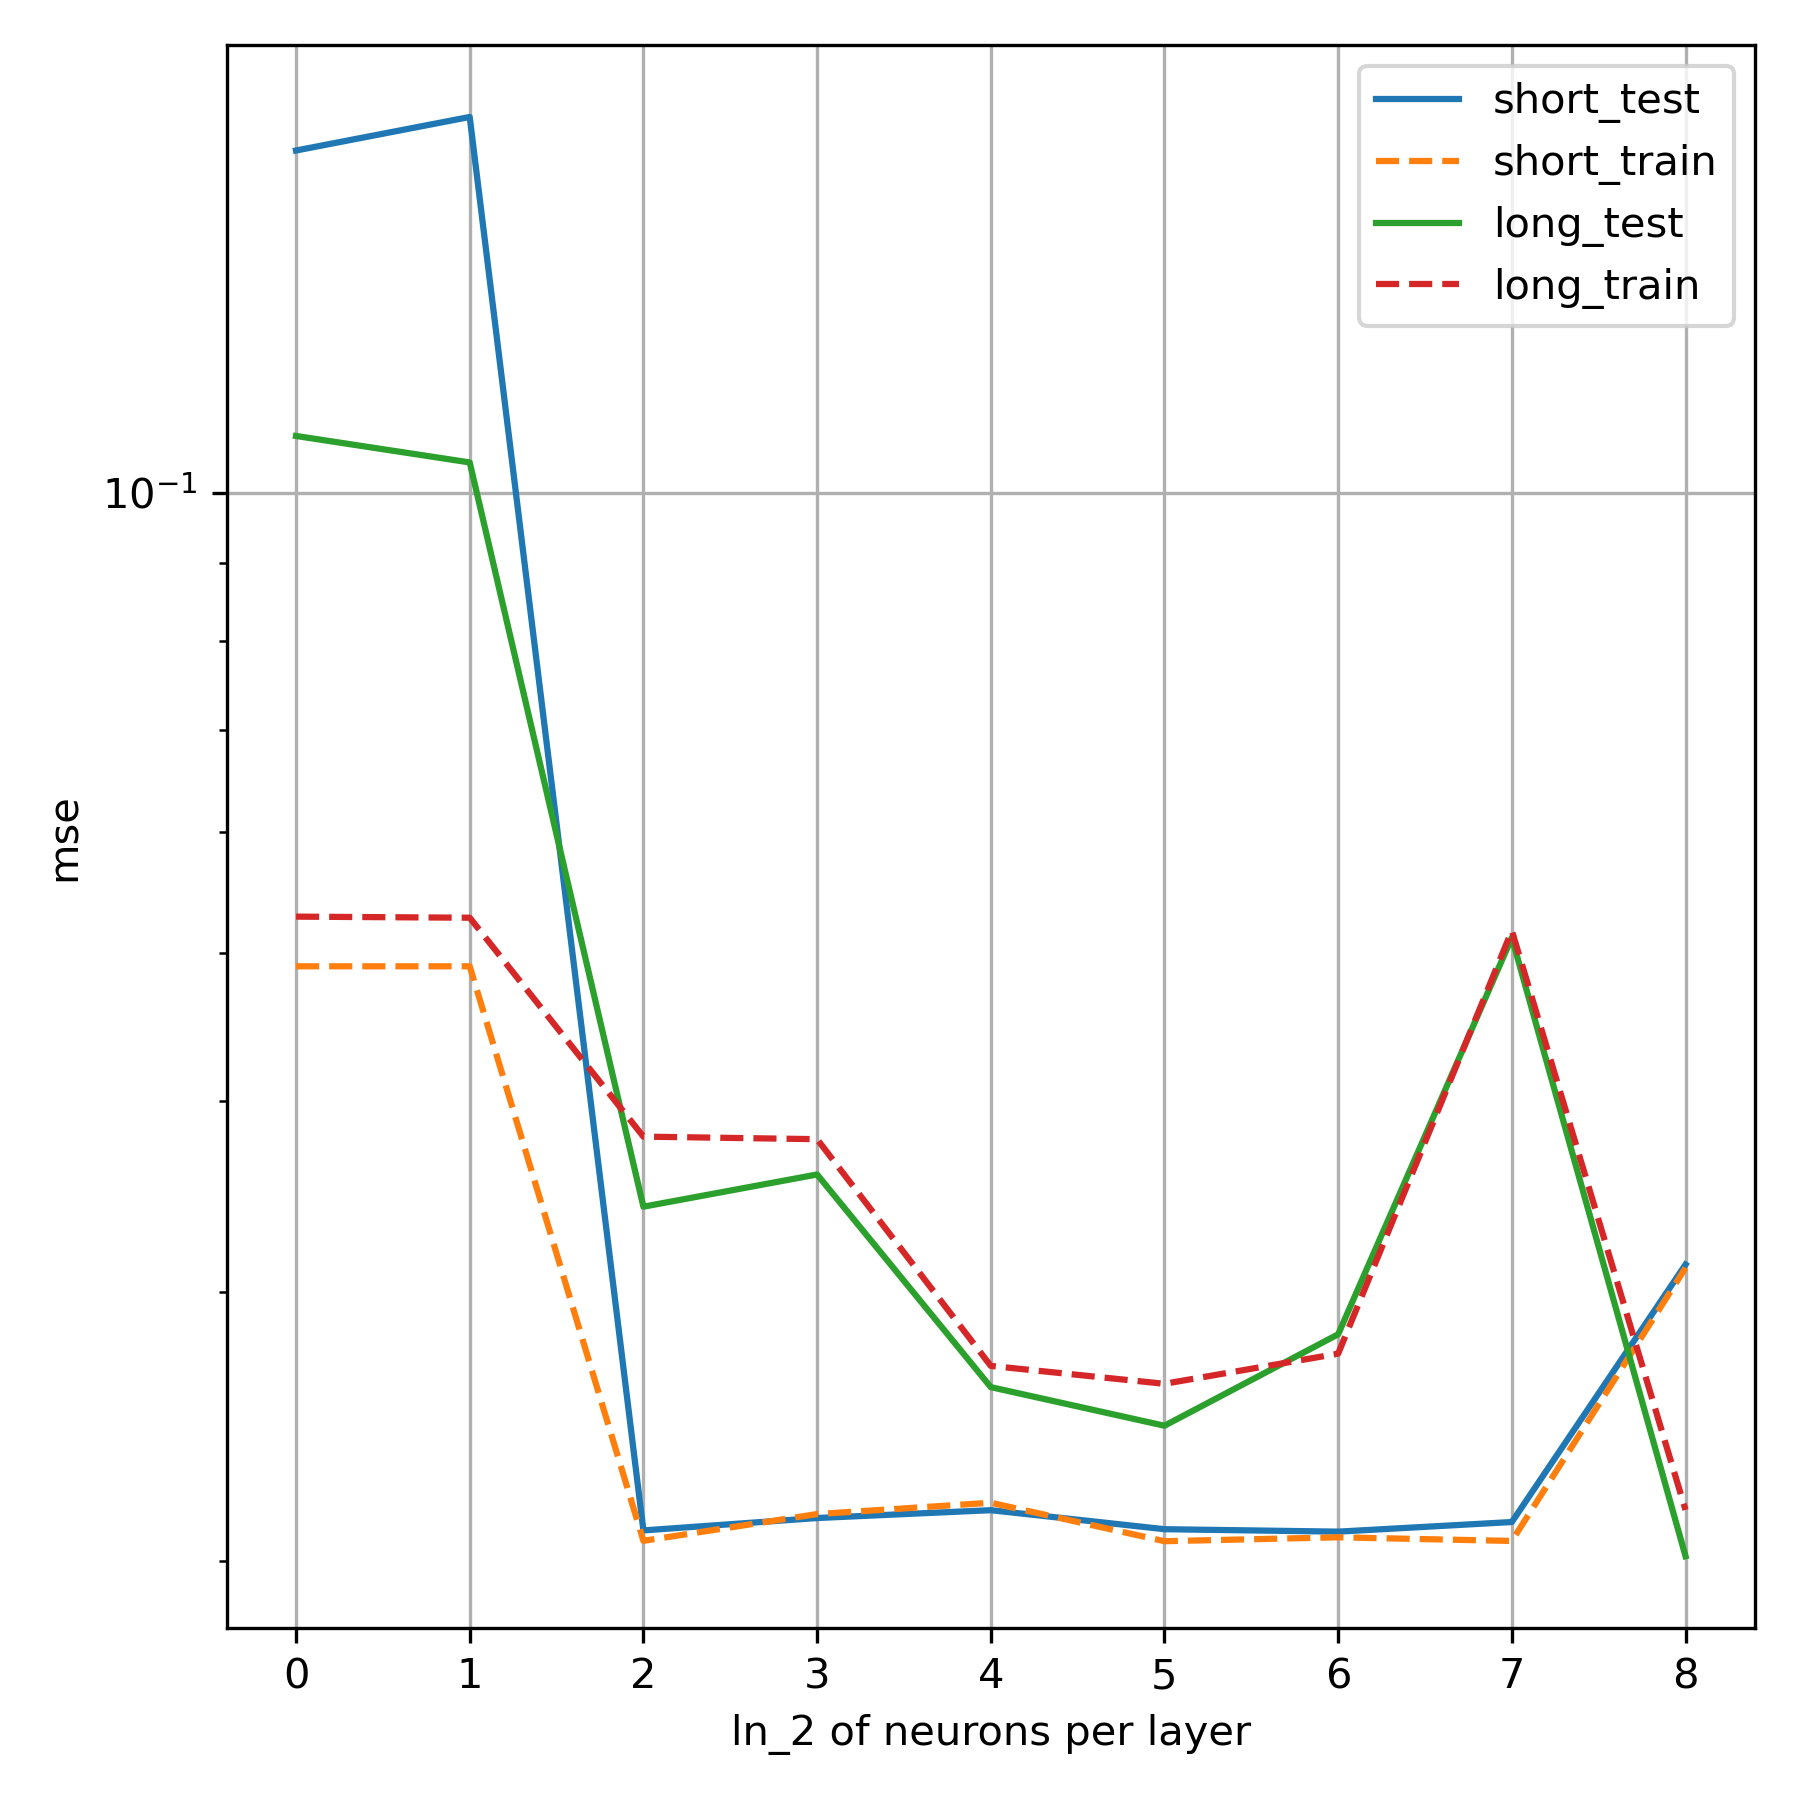 short_test
short_train
long_test
long_train
10⁻¹
mse
0 1 2 3 4 5 6 7 8
ln_2 of neurons per layer